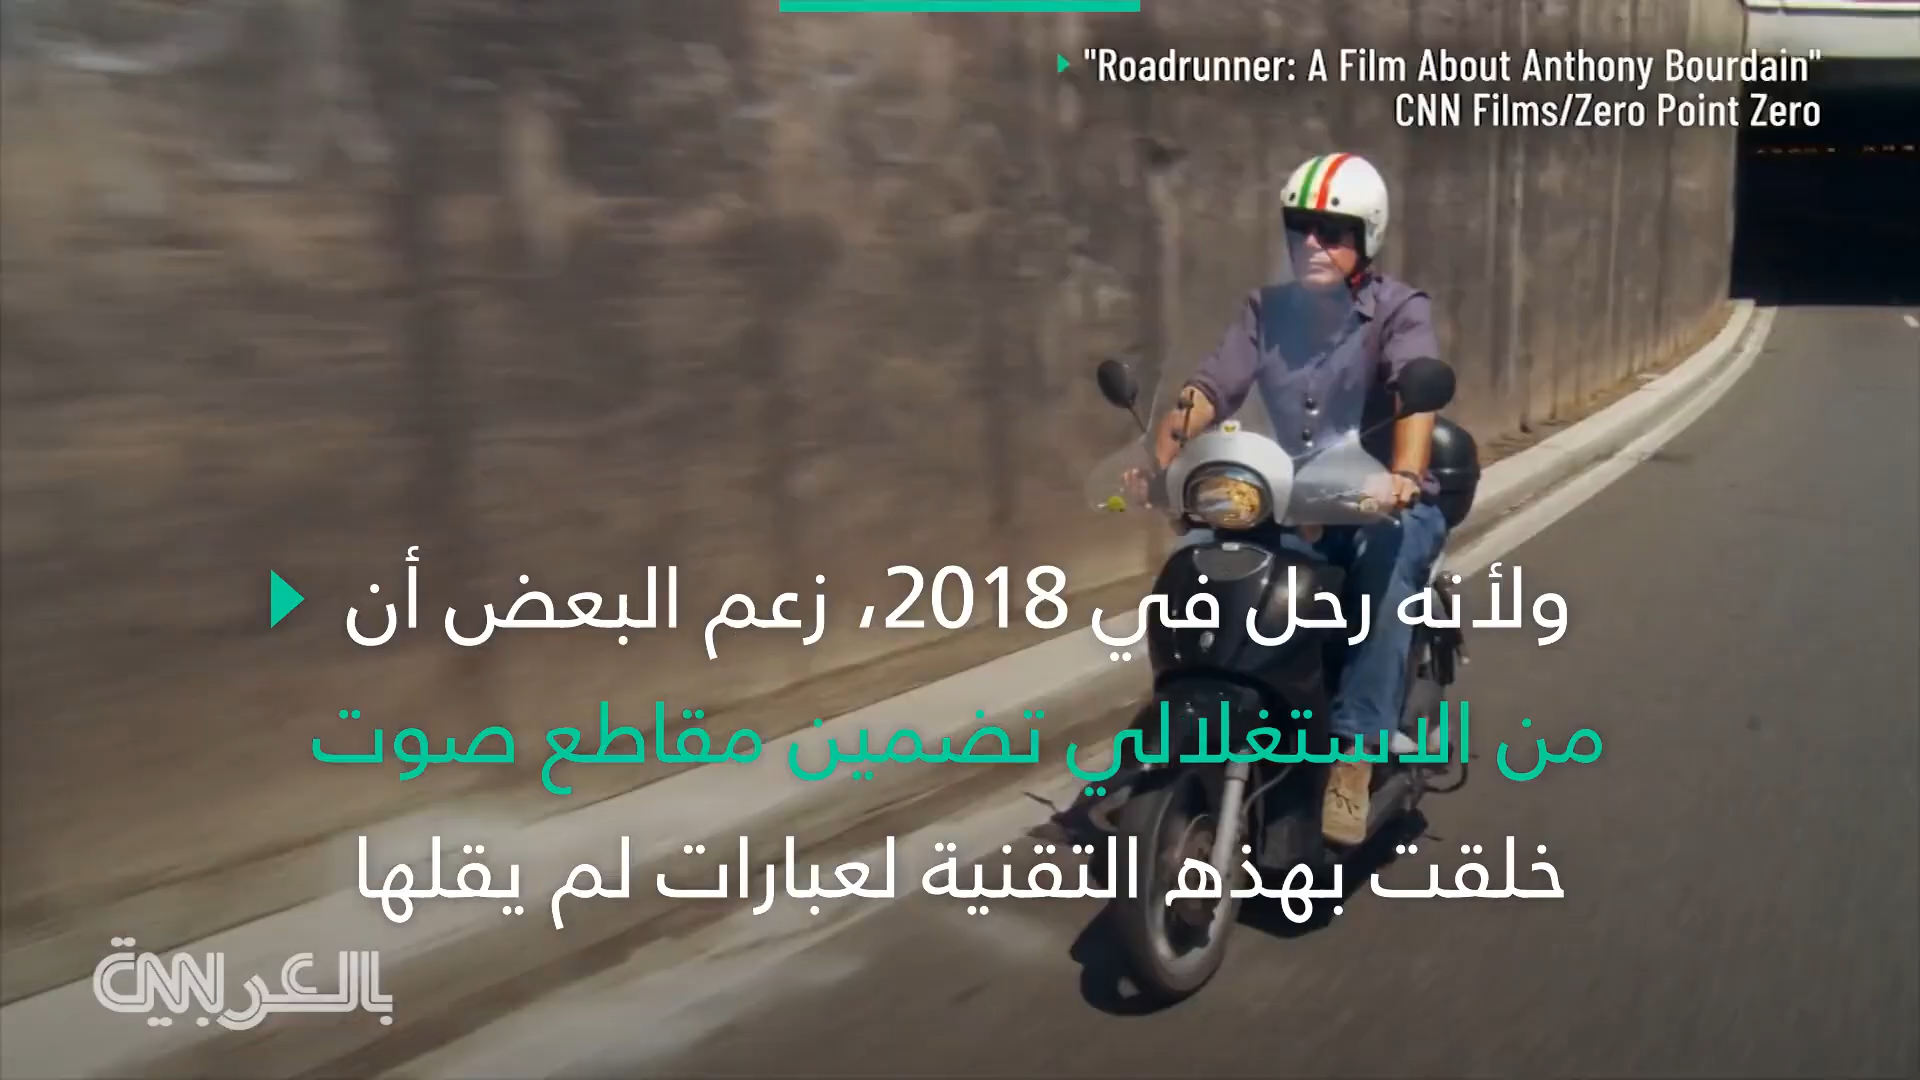 "Roadrunner: A Film About Anthony Bourdain"
CNN Films/Zero Point Zero
ولأنه رحل في 2018، زعم البعض أن
من الاستغلالي تضمين مقاطع صوت
خلقت بهذه التقنية لعبارات لم يقلها
CNN بالعربية